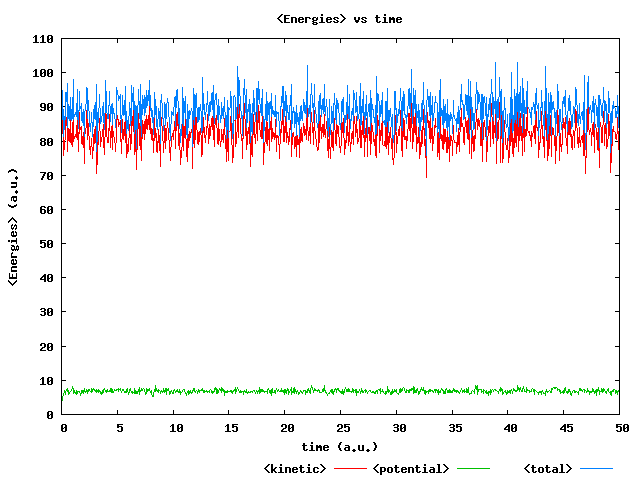 <Energies> vs time
110
100
90
80
70
60
50
40
30
20
10
0
<Energies> (a.u.)
0 5 10 15 20 25 30 35 40 45 50
time (a.u.)
<kinetic> <potential> <total>